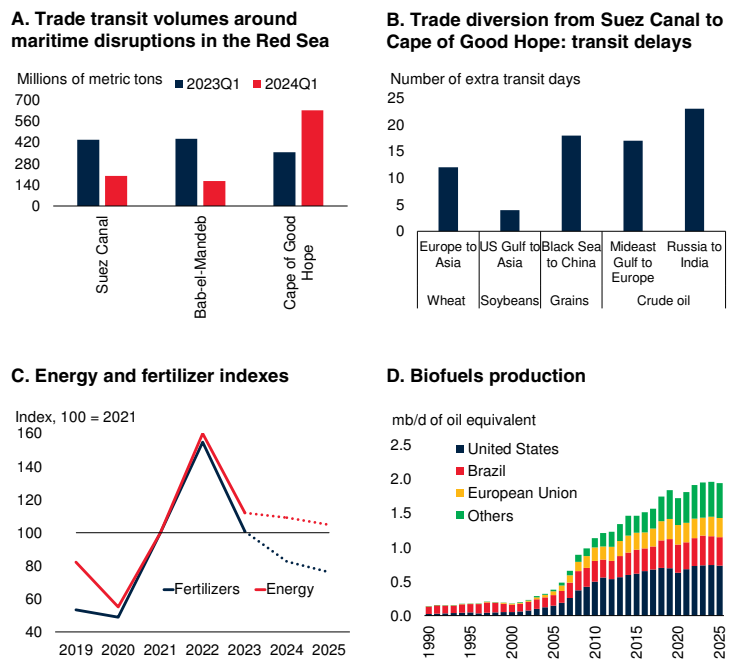 A. Trade transit volumes around
maritime disruptions in the Red Sea
Millions of metric tons
2023Q1
2024Q1
700
560
420
280
140
0
Suez Canal
Bab-el-Mandeb
Cape of Good
Hope
B. Trade diversion from Suez Canal to
Cape of Good Hope: transit delays
Number of extra transit days
25
20
15
10
5
0
Europe to
Asia
US Gulf to
Asia
Black Sea
to China
Mideast
Gulf to
Europe
Russia to
India
Wheat
Soybeans
Grains
Crude oil
C. Energy and fertilizer indexes
Index, 100 = 2021
160
140
120
100
80
60
40
Fertilizers
Energy
2019 2020 2021 2022 2023 2024 2025
D. Biofuels production
mb/d of oil equivalent
2.5
2.0
1.5
1.0
0.5
0.0
United States
Brazil
European Union
Others
1990
1995
2000
2005
2010
2015
2020
2025